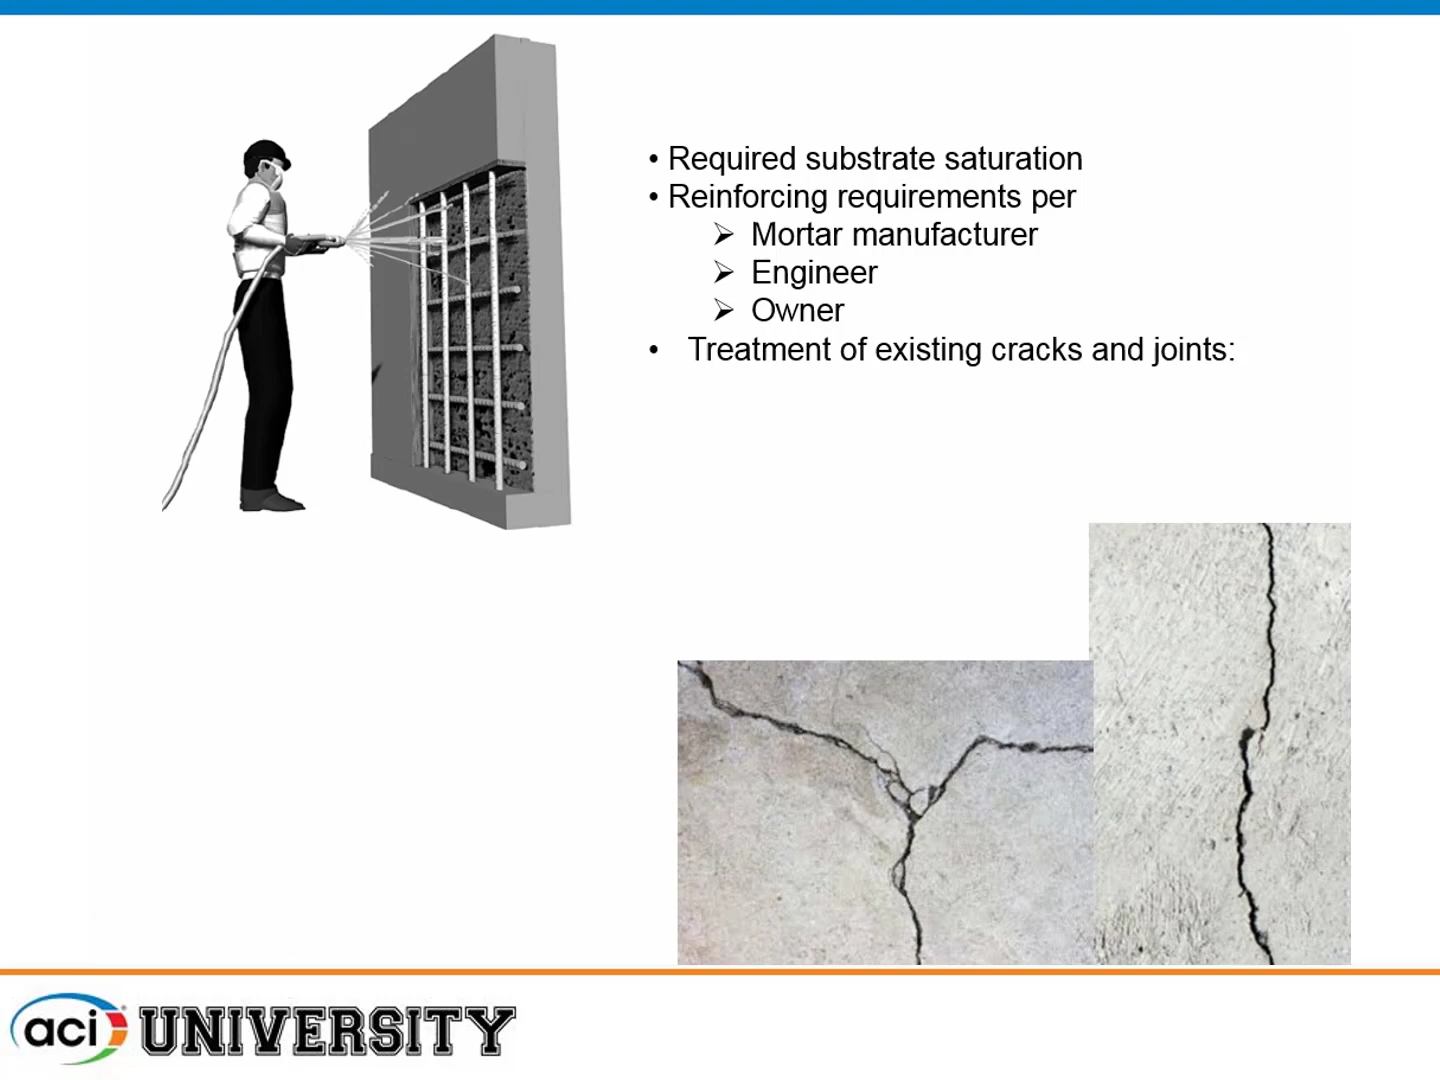 • Required substrate saturation
• Reinforcing requirements per
➢ Mortar manufacturer
➢ Engineer
➢ Owner
• Treatment of existing cracks and joints:
aci UNIVERSITY